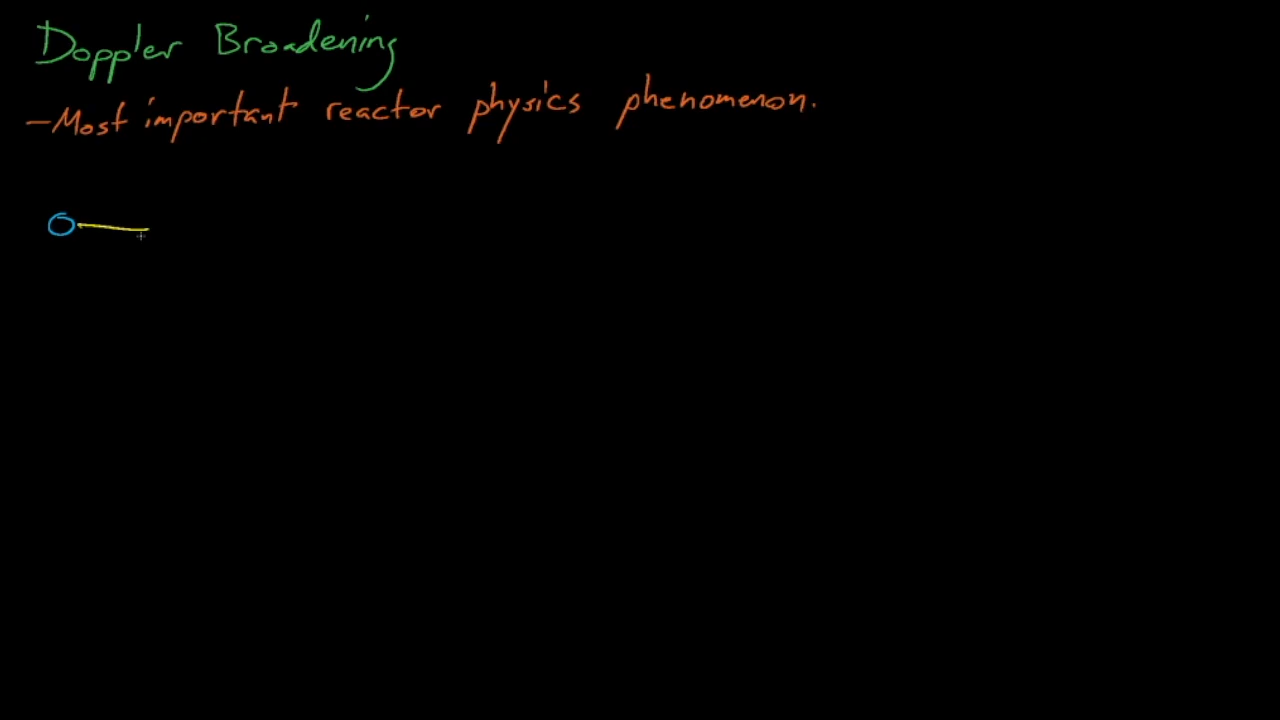 Doppler Broadening
- Most important reactor physics phenomenon.